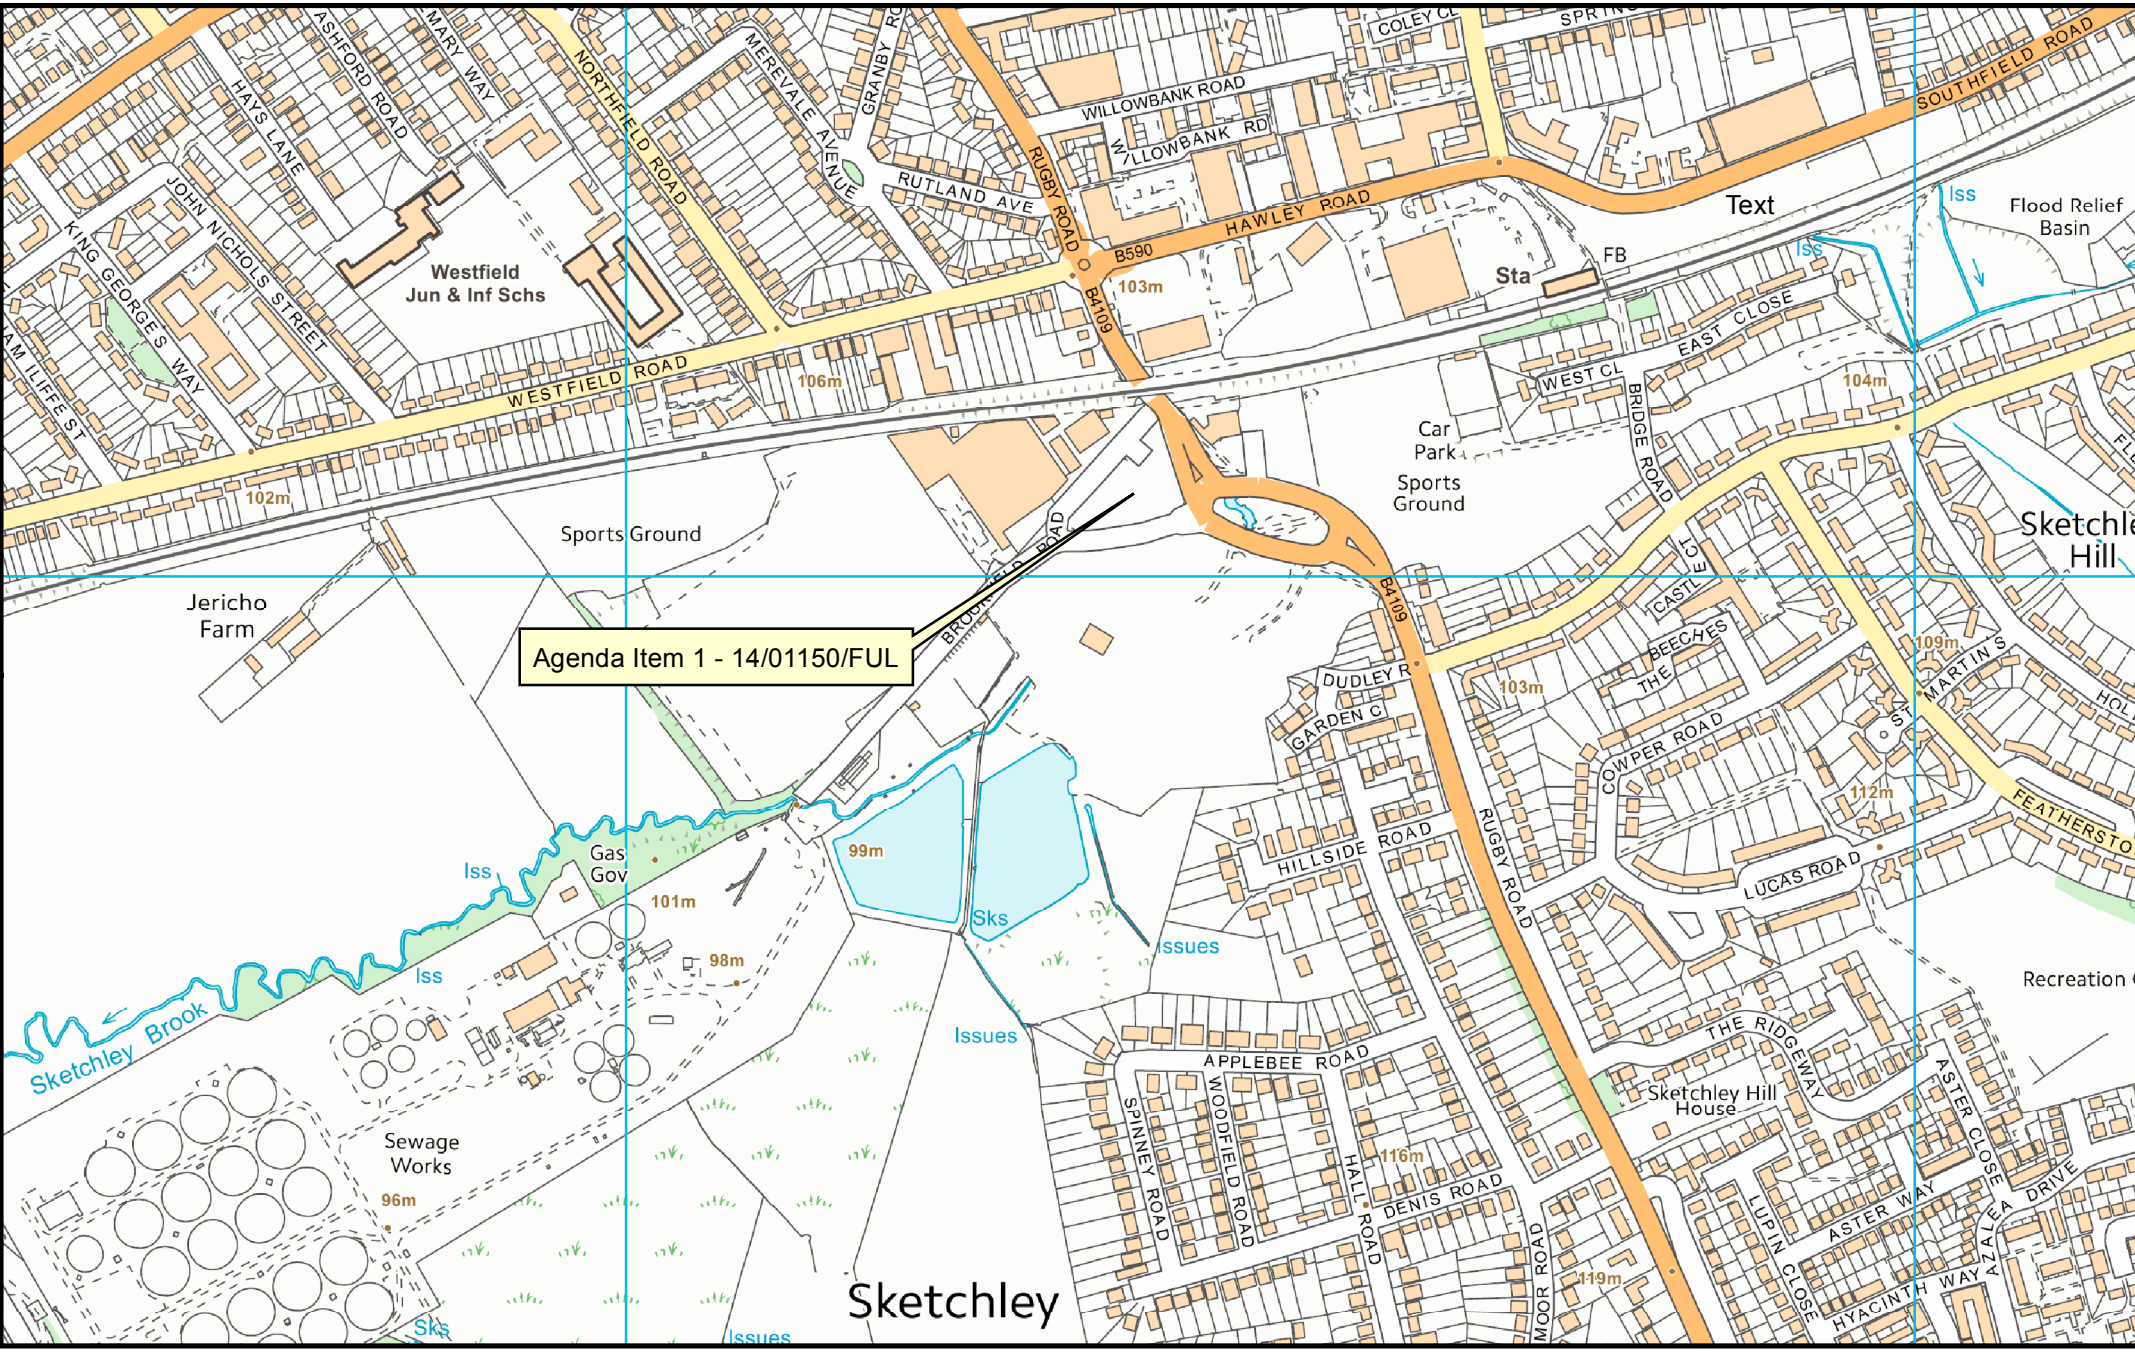 ASHFORD ROAD
MARY WAY
HAYS LANE
NORTHFIELD ROAD
MEREVALE AVENUE
GRANBY RO
COLEY CL
SPRING
SOUTHFIELD ROAD
WILLOWBANK ROAD
WILLOWBANK RD
RUGBY ROAD
RUTLAND AVE
HAWLEY ROAD
B590
103m
B4109
Text
Iss
Flood Relief
Basin
Iss
FB
Sta
JOHN NICHOLS STREET
KING GEORGES WAY
AM ILIFFE ST
Westfield
Jun & Inf Schs
WESTFIELD ROAD
106m
102m
EAST CLOSE
WEST CL
BRIDGE ROAD
104m
Car
Park
Sports
Ground
Sports Ground
BROOKFIELD ROAD
Sketchle
Hill
Jericho
Farm
Agenda Item 1 - 14/01150/FUL
B4109
CASTLE CT
THE BEECHES
DUDLEY R
GARDEN C
103m
109m
ST MARTINS
HOL
COWPER ROAD
112m
FEATHERSTO
HILLSIDE ROAD
RUGBY ROAD
LUCAS ROAD
99m
Gas
Gov
Iss
101m
Sks
Issues
98m
Iss
Recreation
Sketchley Brook
Issues
THE RIDGEWAY
APPLEBEE ROAD
Sketchley Hill
House
ASTER CLOSE
SPINNEY ROAD
WOODFIELD ROAD
HALL ROAD
116m
DENIS ROAD
Sewage
Works
96m
LUPIN CLOSE
ASTER WAY
AZALEA DRIVE
HYACINTH WAY
MOOR ROAD
119m
Sketchley
Sks
Issues